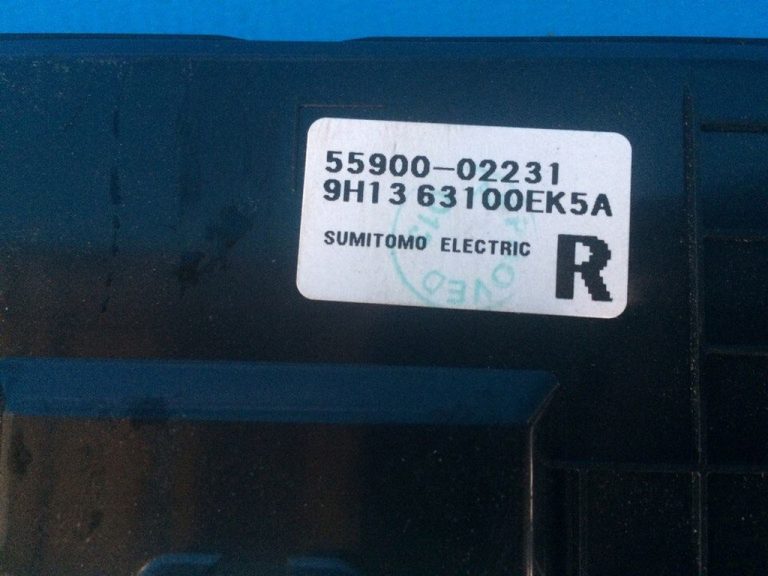 55900-02231
9H13 63100EK5A
SUMITOMO ELECTRIC
R